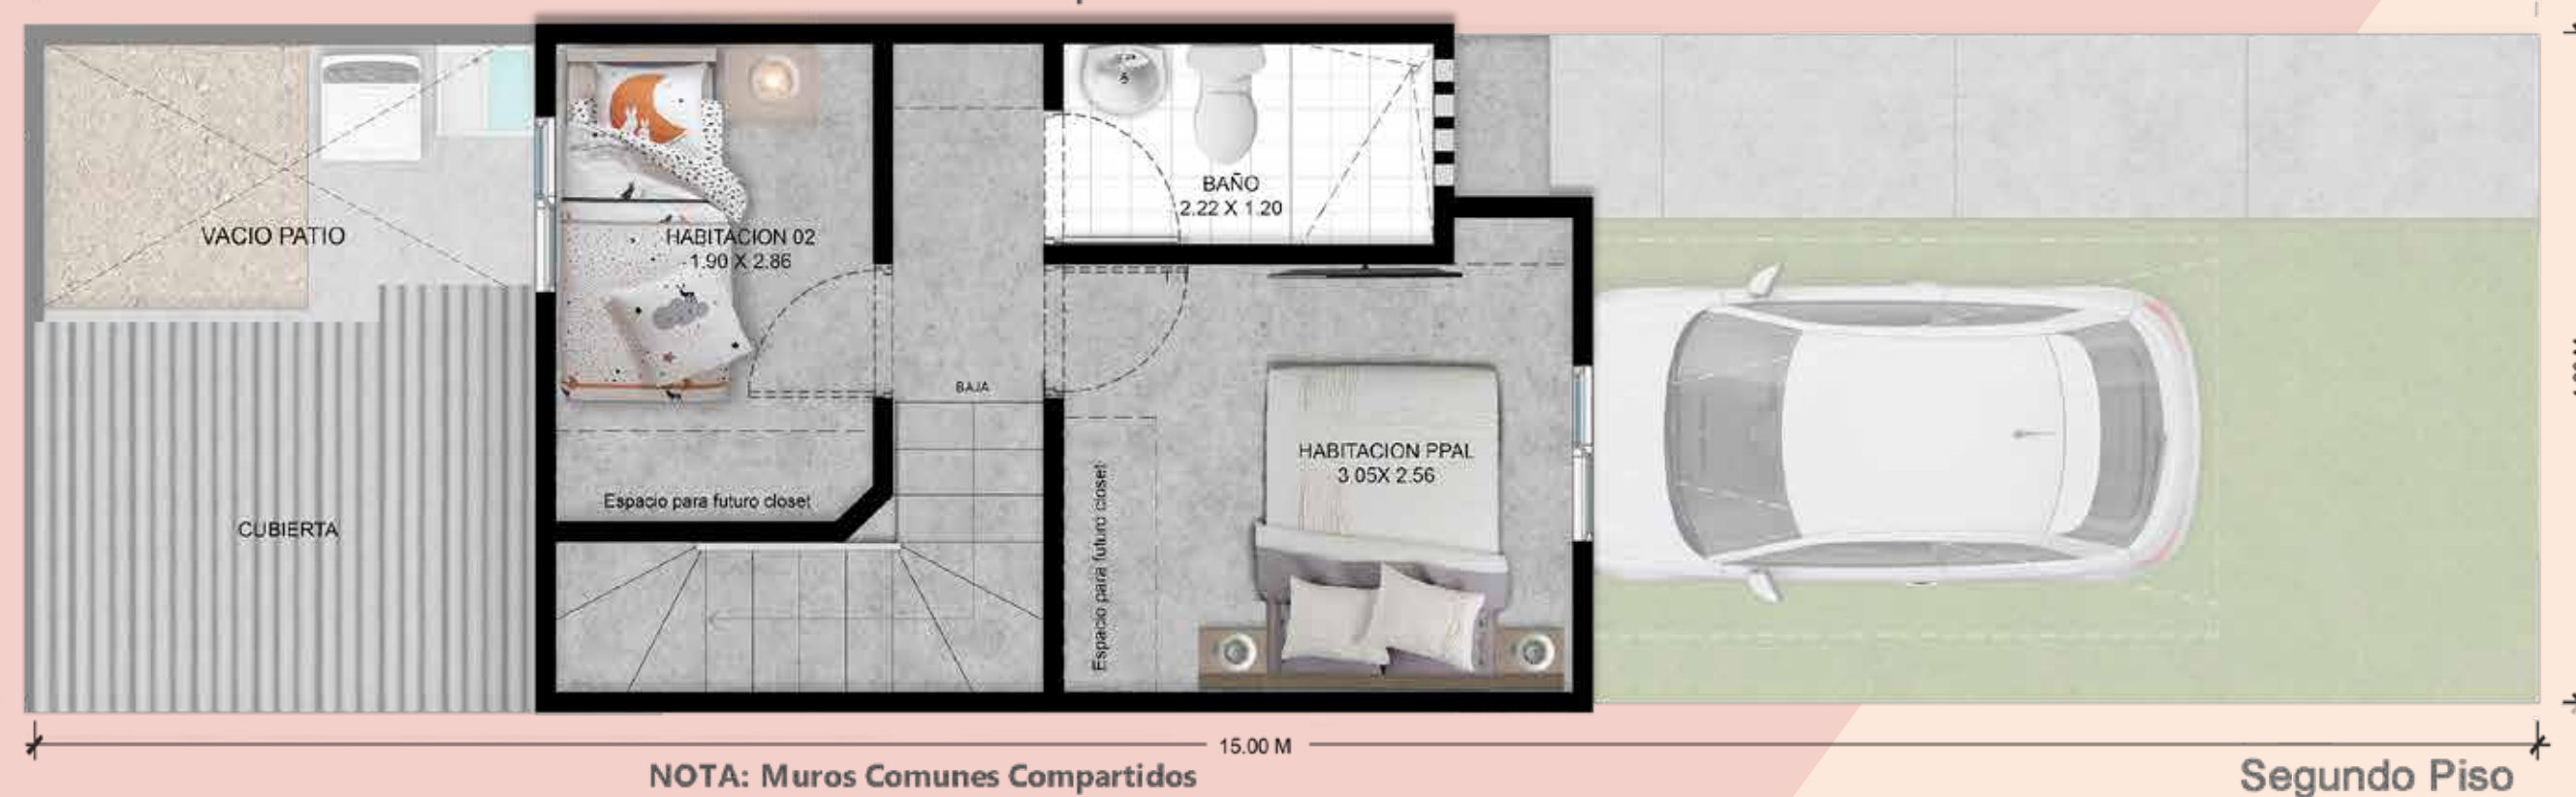 BAÑO
2.22 X 1.20
VACIO PATIO
HABITACION 02
1.90 X 2.86
BAJA
HABITACION PPAL
3.05X 2.56
Espacio para futuro closet
Espacio para futuro closet
CUBIERTA
15.00 M
NOTA: Muros Comunes Compartidos
Segundo Piso